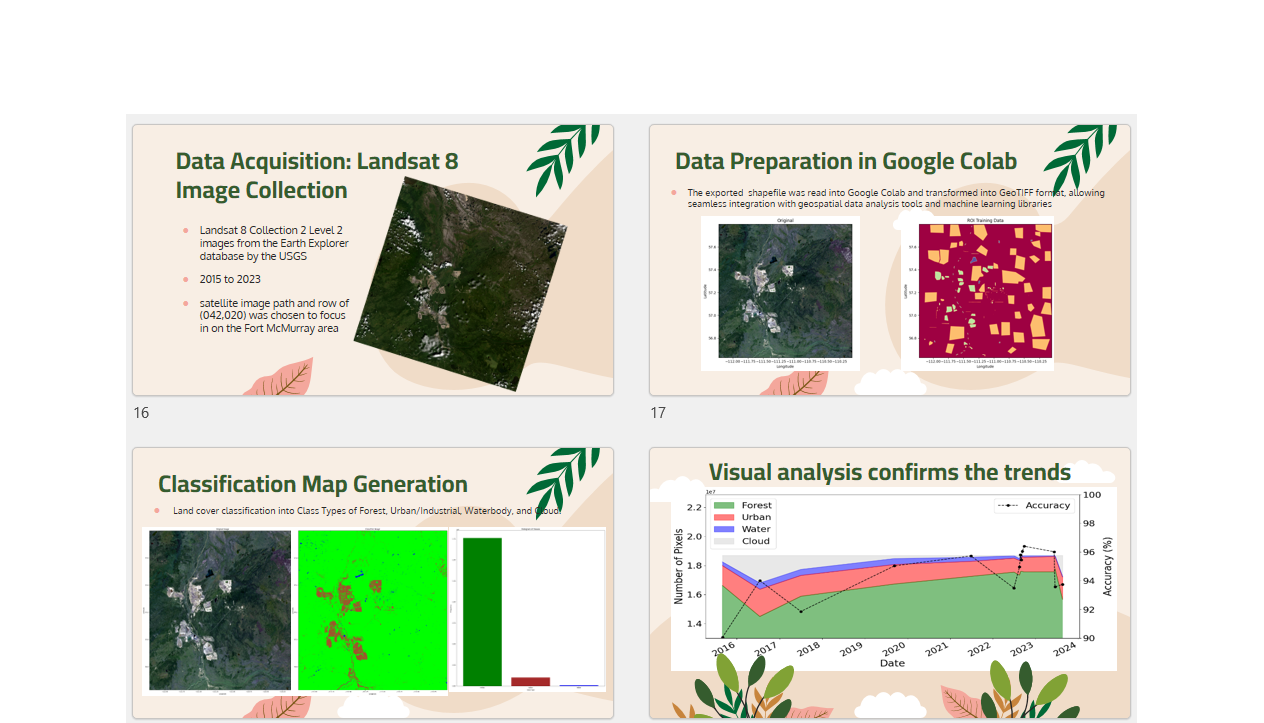 Data Acquisition: Landsat 8
Image Collection
Landsat 8 Collection 2 Level 2
images from the Earth Explorer
database by the USGS
2015 to 2023
satellite image path and row of
(042,020) was chosen to focus
in on the Fort McMurray area
16
Data Preparation in Google Colab
The exported shapefile was read into Google Colab and transformed into GeoTIFF format, allowing
seamless integration with geospatial data analysis tools and machine learning libraries
Original
Latitude
Longitude
ROI Training Data
Latitude
Longitude
17
Classification Map Generation
Land cover classification into Class Types of Forest, Urban/Industrial, Waterbody, and Cloud!
Visual analysis confirms the trends
1e7
Forest
Urban
Water
Cloud
Accuracy
Number of Pixels
2.2
2.0
1.8
1.6
1.4
100
98
96
94
92
90
Accuracy (%)
2016 2017 2018 2019 2020 2021 2022 2023 2024
Date